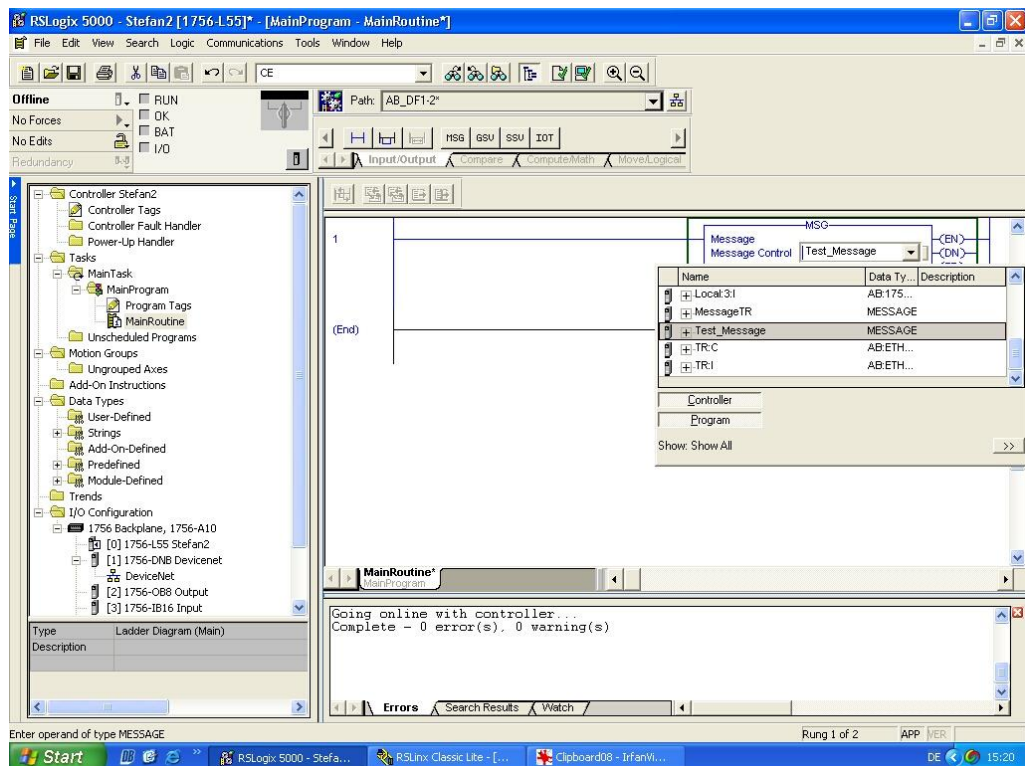 RSLogix 5000 - Stefan2 [1756-L55]* - [MainProgram - MainRoutine*]
File Edit View Search Logic Communications Tools Window Help
CE
Offline
RUN
No Forces
OK
No Edits
BAT
Redundancy
I/O
Path: AB_DF1-2*
MSG GSV SSV IOT
Input/Output Compare Compute/Math Move/Logical
Start Page
Controller Stefan2
Controller Tags
Controller Fault Handler
Power-Up Handler
Tasks
MainTask
MainProgram
Program Tags
MainRoutine
Unscheduled Programs
Motion Groups
Ungrouped Axes
Add-On Instructions
Data Types
User-Defined
Strings
Add-On-Defined
Predefined
Module-Defined
Trends
I/O Configuration
1756 Backplane, 1756-A10
[0] 1756-L55 Stefan2
[1] 1756-DNB Devicenet
DeviceNet
[2] 1756-OB8 Output
[3] 1756-IB16 Input
Type Ladder Diagram (Main)
Description
1
MSG
Message
Message Control Test_Message
EN
DN
(End)
Name Data Ty... Description
Local:3:I AB:175...
MessageTR MESSAGE
Test_Message MESSAGE
TR:C AB:ETH...
TR:I AB:ETH...
Controller
Program
Show: Show All >>
MainRoutine*
MainProgram
Going online with controller...
Complete - 0 error(s), 0 warning(s)
Errors Search Results Watch
Enter operand of type MESSAGE
Rung 1 of 2 APP VER
Start
RSLogix 5000 - Stefa...
RSLinx Classic Lite - [...
Clipboard08 - IrfanVi...
DE 15:20